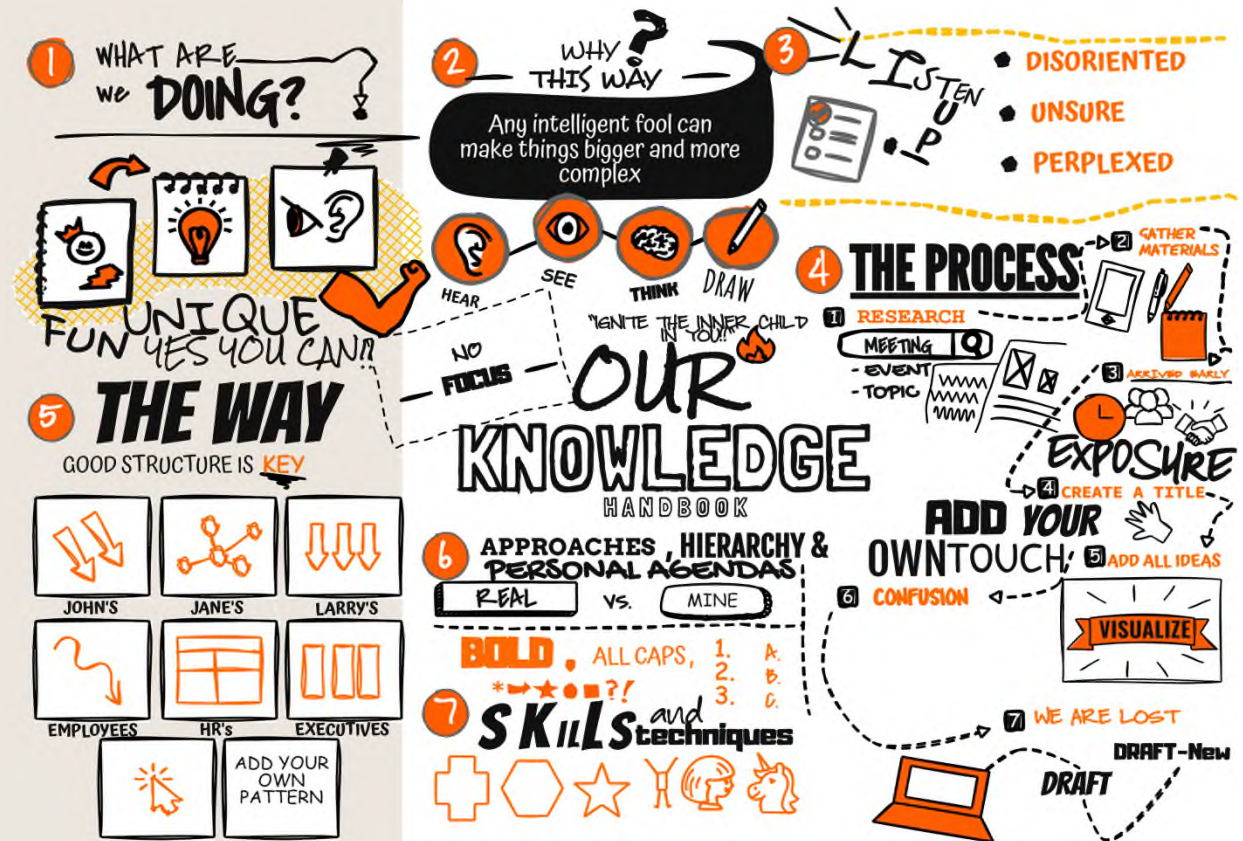 1
WHAT ARE
we DOING?
FUN UNIQUE
YES YOU CAN!!
2
WHY?
THIS WAY
Any intelligent fool can
make things bigger and more
complex
HEAR
SEE
THINK
DRAW
NO
FOCUS
"IGNITE THE INNER CHILD
IN YOU!!"
OUR
KNOWLEDGE
HANDBOOK
3
LISTEN
UP!
DISORIENTED
UNSURE
PERPLEXED
4 THE PROCESS
1 RESEARCH
MEETING
- EVENT
- TOPIC
2 GATHER
MATERIALS
3 ARRIVED EARLY
EXPOSURE
4 CREATE A TITLE
ADD YOUR
OWN TOUCH
5 ADD ALL IDEAS
VISUALIZE
6 CONFUSION
7 WE ARE LOST
DRAFT
DRAFT-New
5 THE WAY
GOOD STRUCTURE IS KEY
JOHN'S
JANE'S
LARRY'S
EMPLOYEES
HR's
EXECUTIVES
ADD YOUR
OWN
PATTERN
6
APPROACHES, HIERARCHY &
PERSONAL AGENDAS
REAL VS. MINE
BOLD, ALL CAPS,
1. A.
2. B.
3. C.
*➡★●■?!
7
SKILLS and
techniques